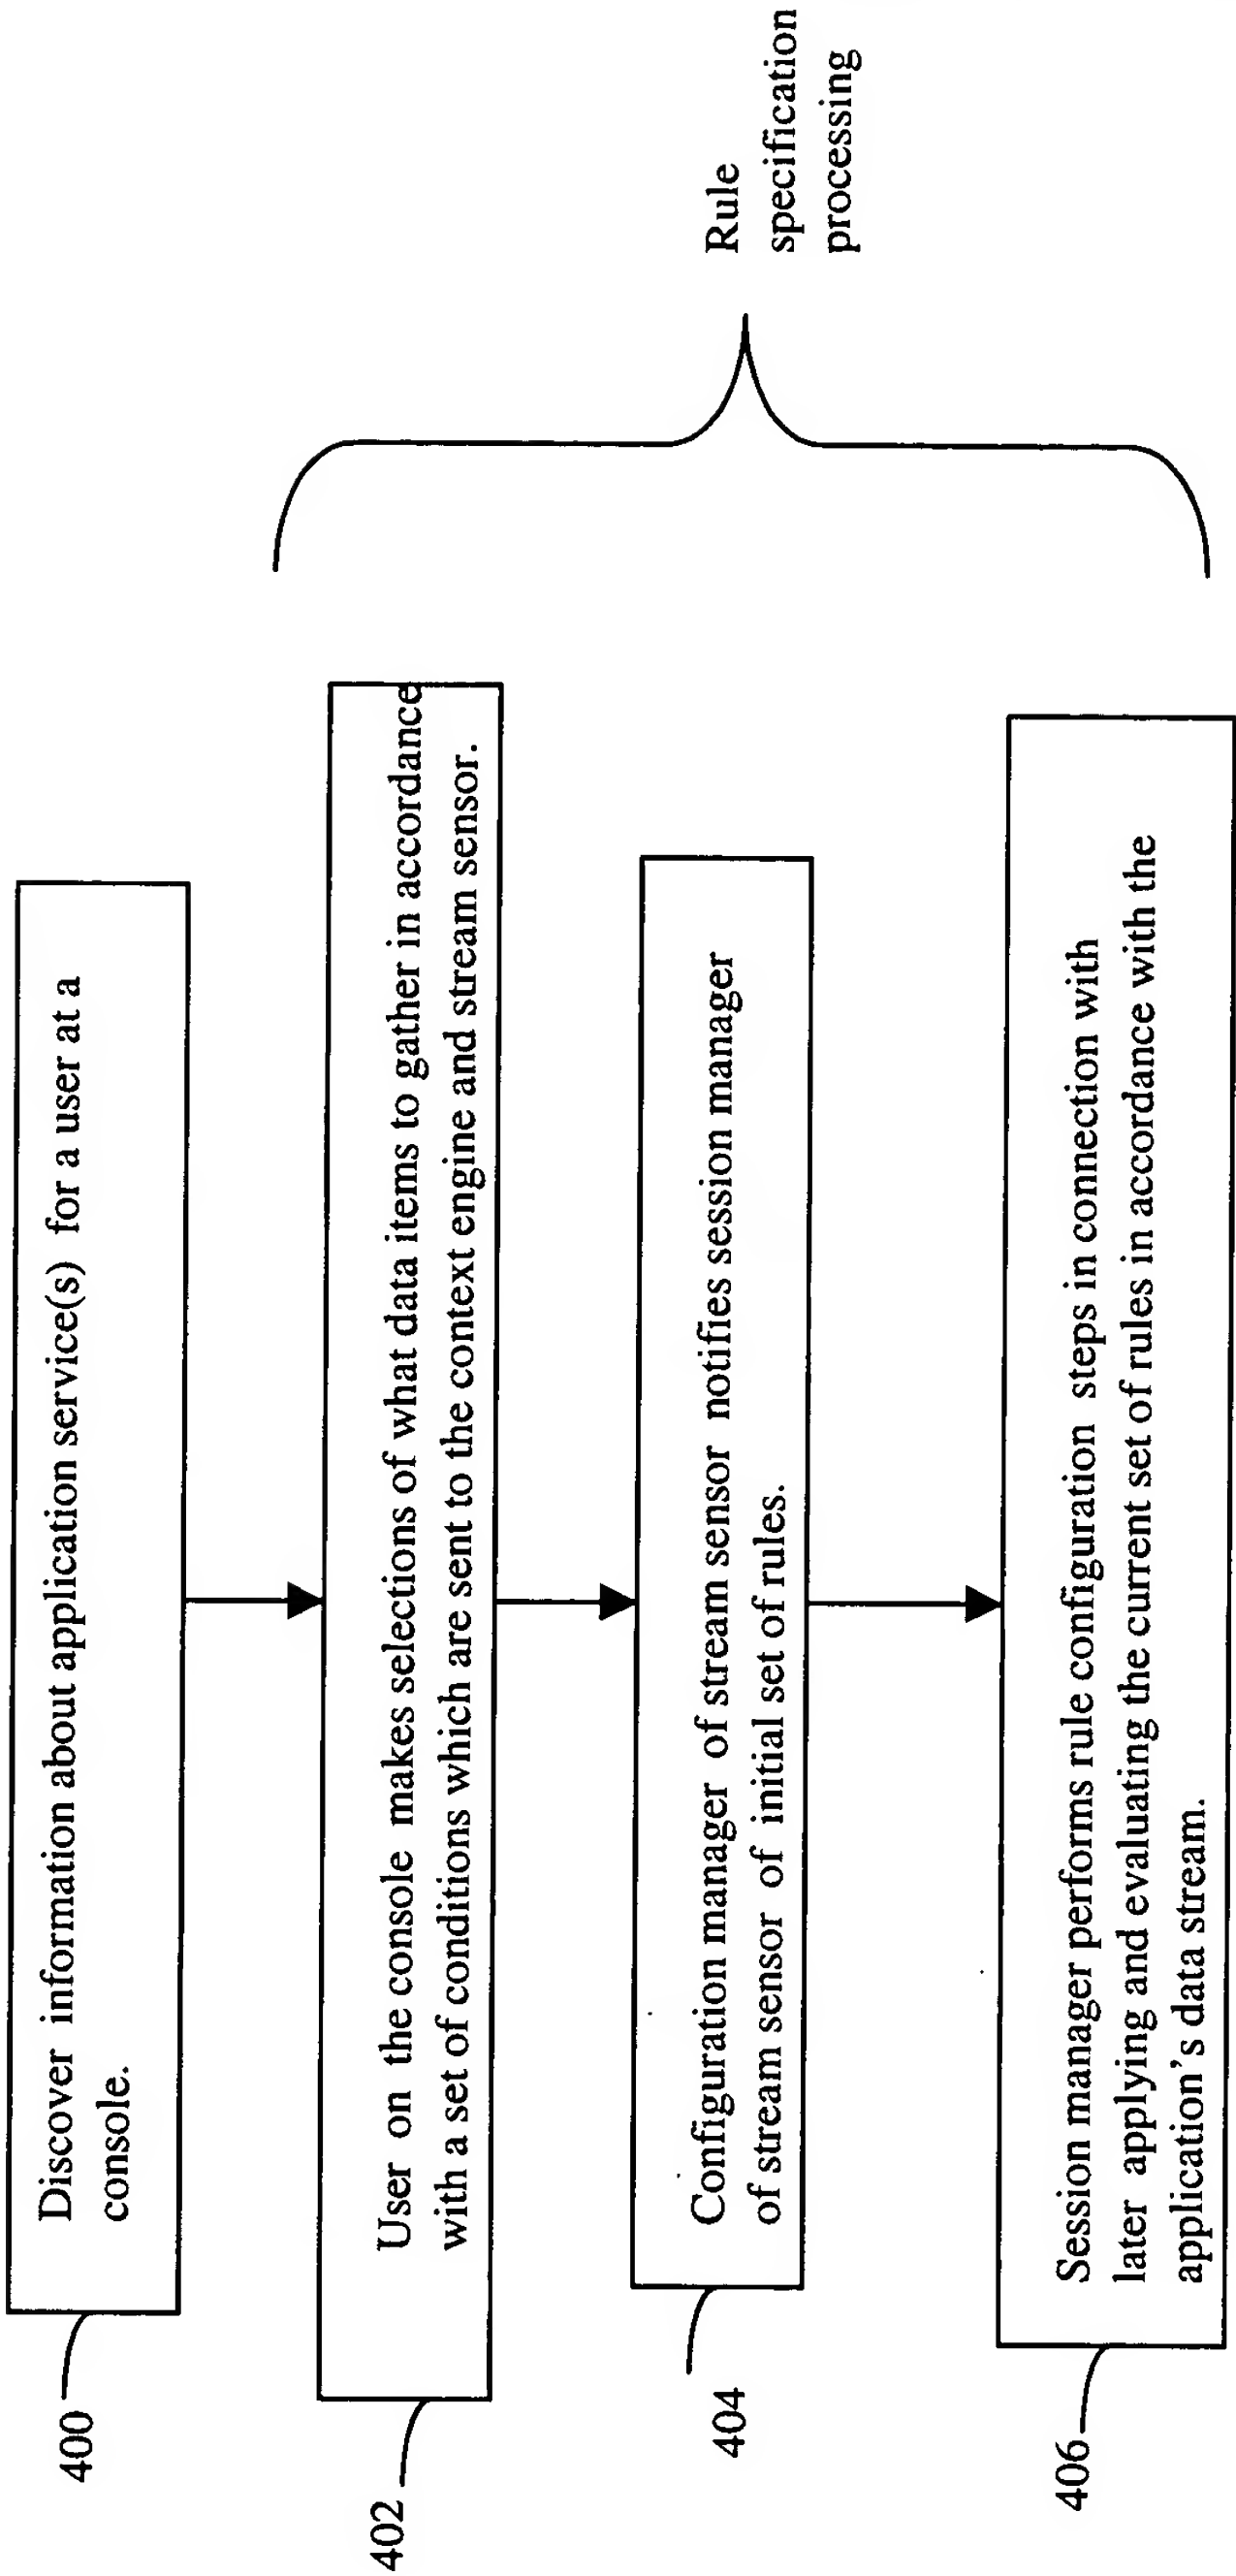 400
Discover information about application service(s) for a user at a
console.
402
User on the console makes selections of what data items to gather in accordance
with a set of conditions which are sent to the context engine and stream sensor.
404
Configuration manager of stream sensor notifies session manager
of stream sensor of initial set of rules.
406
Session manager performs rule configuration steps in connection with
later applying and evaluating the current set of rules in accordance with the
application's data stream.
Rule
specification
processing